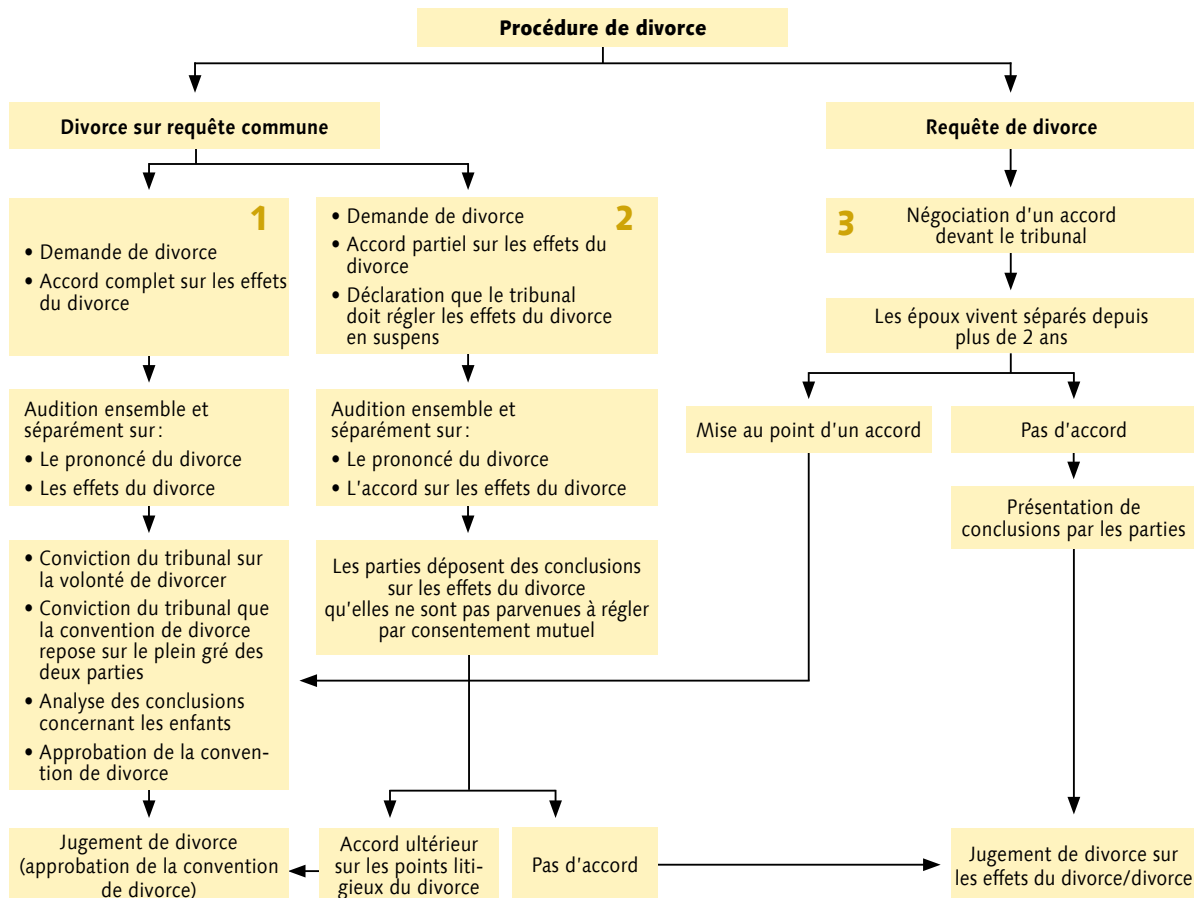 Procédure de divorce
Divorce sur requête commune
Requête de divorce
1
• Demande de divorce
• Accord complet sur les effets
du divorce
2
• Demande de divorce
• Accord partiel sur les effets du
divorce
• Déclaration que le tribunal
doit régler les effets du divorce
en suspens
3
Négociation d'un accord
devant le tribunal
Les époux vivent séparés depuis
plus de 2 ans
Audition ensemble et
séparément sur :
• Le prononcé du divorce
• Les effets du divorce
Audition ensemble et
séparément sur :
• Le prononcé du divorce
• L'accord sur les effets du divorce
Mise au point d'un accord
Pas d'accord
Présentation de
conclusions par les parties
• Conviction du tribunal sur
la volonté de divorcer
• Conviction du tribunal que
la convention de divorce
repose sur le plein gré des
deux parties
• Analyse des conclusions
concernant les enfants
• Approbation de la conven-
tion de divorce
Les parties déposent des conclusions
sur les effets du divorce
qu'elles ne sont pas parvenues à régler
par consentement mutuel
Jugement de divorce
(approbation de la convention
de divorce)
Accord ultérieur
sur les points liti-
gieux du divorce
Pas d'accord
Jugement de divorce sur
les effets du divorce/divorce